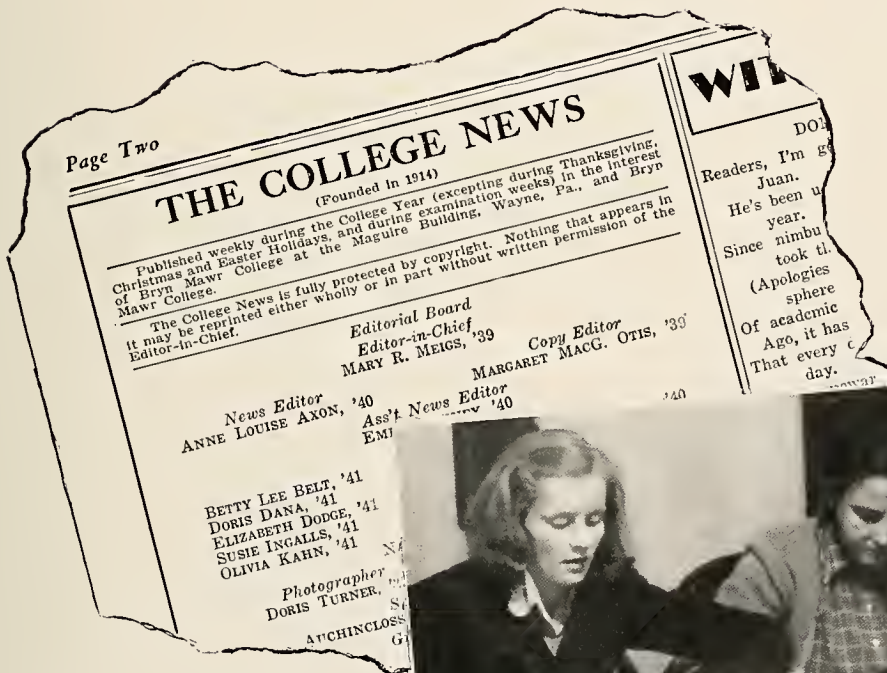 Page Two
THE COLLEGE NEWS
(Founded in 1914)
Published weekly during the College Year (excepting during Thanksgiving,
Christmas and Easter Holidays, and during examination weeks) in the interest
of Bryn Mawr College at the Maguire Building, Wayne, Pa., and Bryn
Mawr College.
The College News is fully protected by copyright. Nothing that appears in
it may be reprinted either wholly or in part without written permission of the
Editor-in-Chief.
Editorial Board
Editor-in-Chief
MARY R. MEIGS, '39
Copy Editor
MARGARET MACG. OTIS, '39
News Editor
ANNE LOUISE AXON, '40
Ass't News Editor
'40
'40
BETTY LEE BELT, '41
DORIS DANA, '41
ELIZABETH DODGE, '41
SUSIE INGALLS, '41
OLIVIA KAHN, '41
Photographer
DORIS TURNER,
AUCHINCLOSS
WIT
Readers, I'm
Juan.
He's been
year.
Since
took
(Apologies
sphere
Of academic
Ago, it has
That every
day.